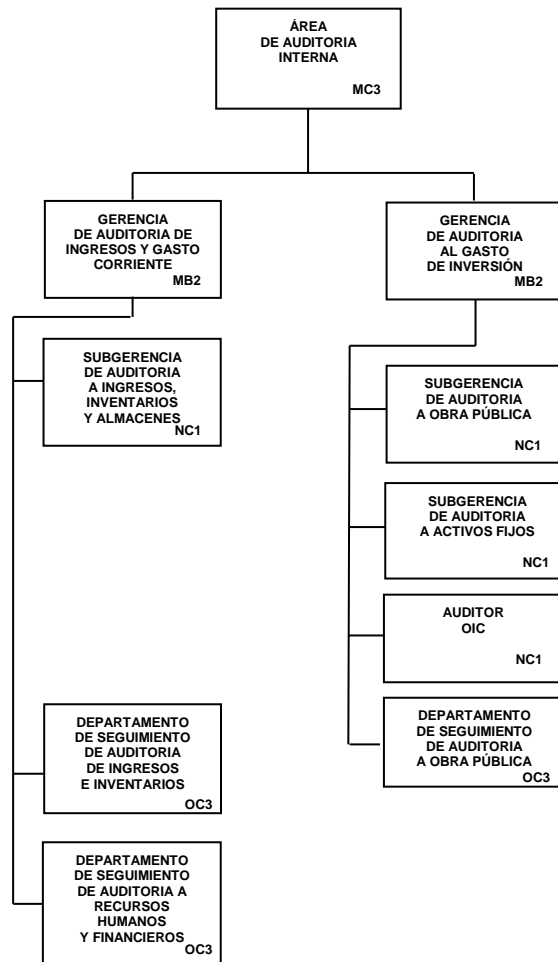 ÁREA
DE AUDITORIA
INTERNA
MC3
GERENCIA
DE AUDITORIA DE
INGRESOS Y GASTO
CORRIENTE
MB2
SUBGERENCIA
DE AUDITORIA
A INGRESOS,
INVENTARIOS
Y ALMACENES
NC1
DEPARTAMENTO
DE SEGUIMIENTO
DE AUDITORIA
DE INGRESOS
E INVENTARIOS
OC3
DEPARTAMENTO
DE SEGUIMIENTO
DE AUDITORIA A
RECURSOS
HUMANOS
Y FINANCIEROS
OC3
GERENCIA
DE AUDITORIA
AL GASTO
DE INVERSIÓN
MB2
SUBGERENCIA
DE AUDITORIA
A OBRA PÚBLICA
NC1
SUBGERENCIA
DE AUDITORIA
A ACTIVOS FIJOS
NC1
AUDITOR
OIC
NC1
DEPARTAMENTO
DE SEGUIMIENTO
DE AUDITORIA
A OBRA PÚBLICA
OC3